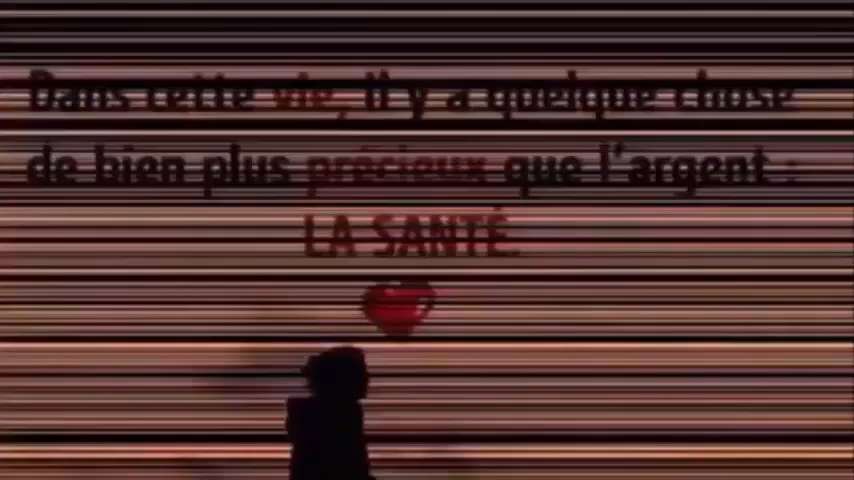 Dans cette vie, il y a quelque chose
de bien plus précieux que l'argent :
LA SANTÉ.